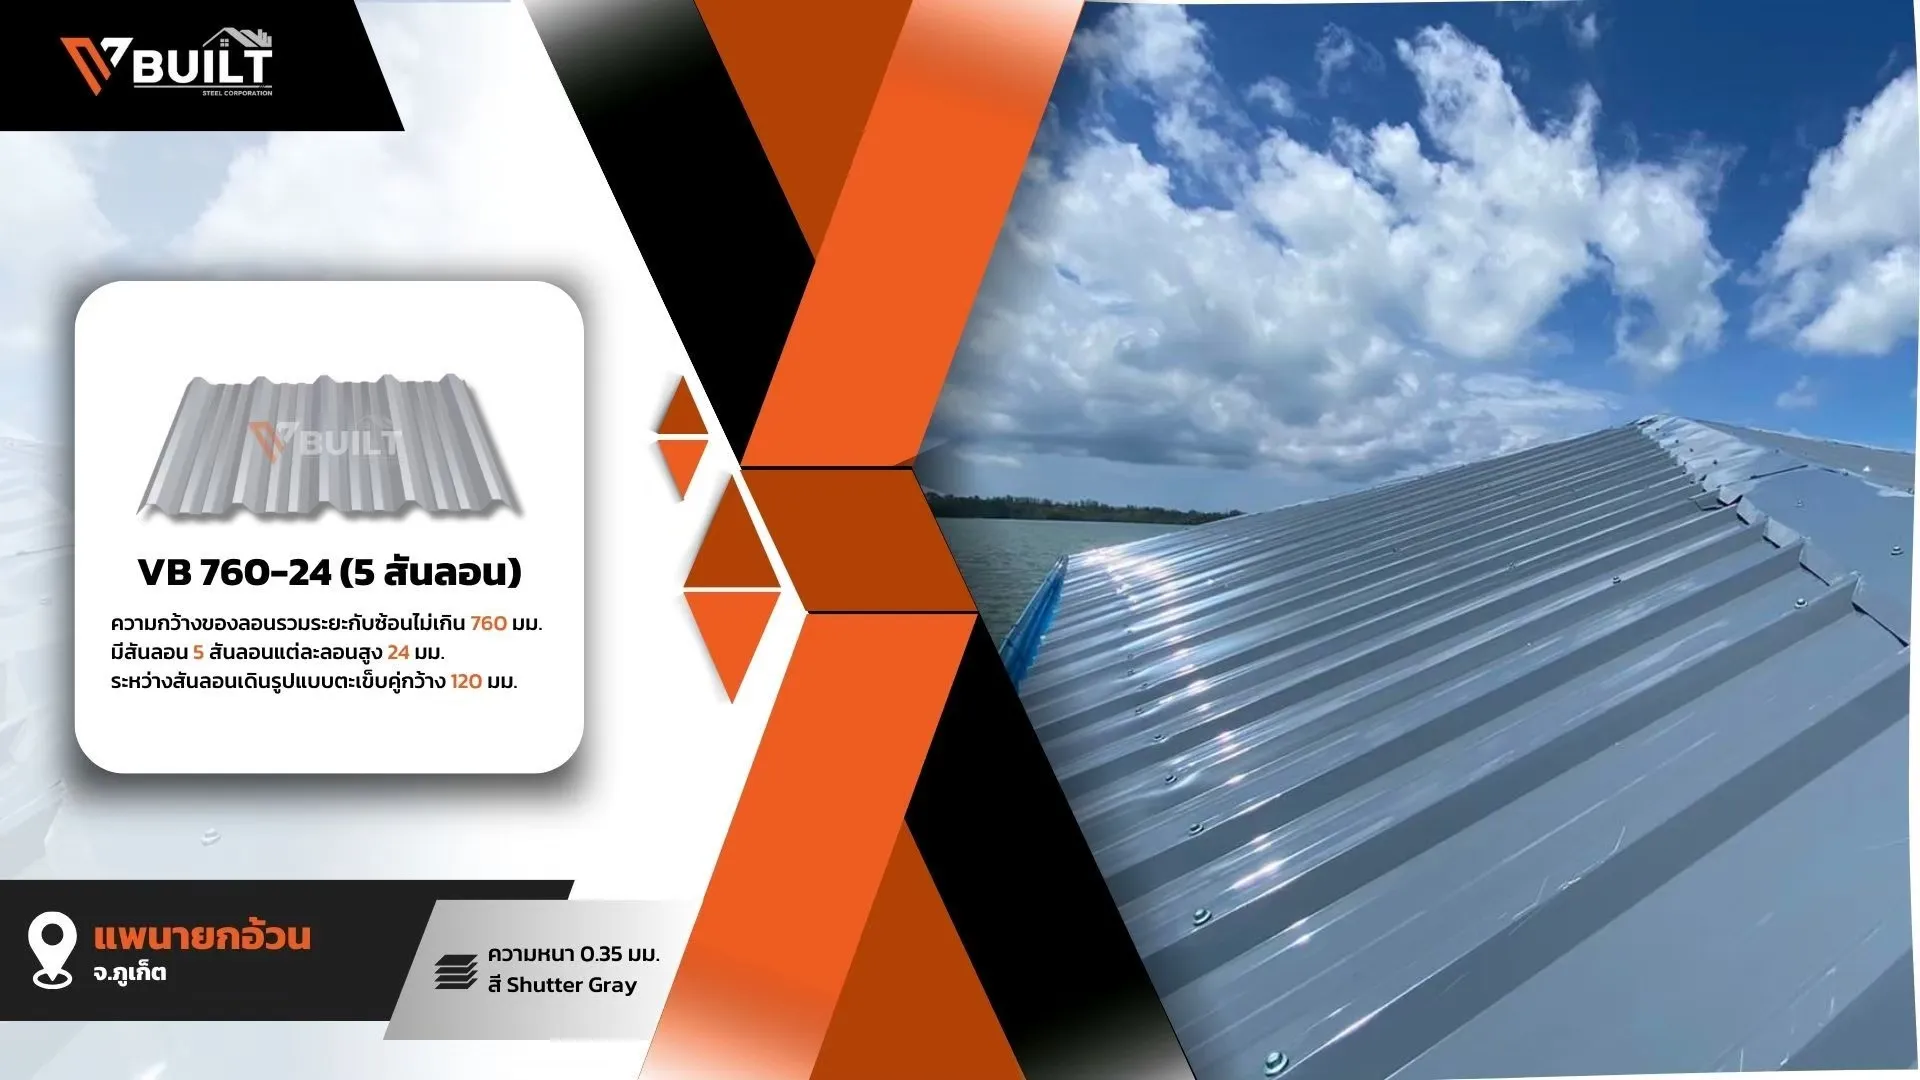 VBUILT
STEEL CORPORATION
VBUILT
VB 760-24 (5 สันลอน)
ความกว้างของลอนรวมระยะทับซ้อนไม่เกิน 760 มม.
มีสันลอน 5 สันลอนแต่ละลอนสูง 24 มม.
ระหว่างสันลอนเดินรูปแบบตะเข็บคู่กว้าง 120 มม.
แพนายกอ้วน
จ.ภูเก็ต
ความหนา 0.35 มม.
สี Shutter Gray